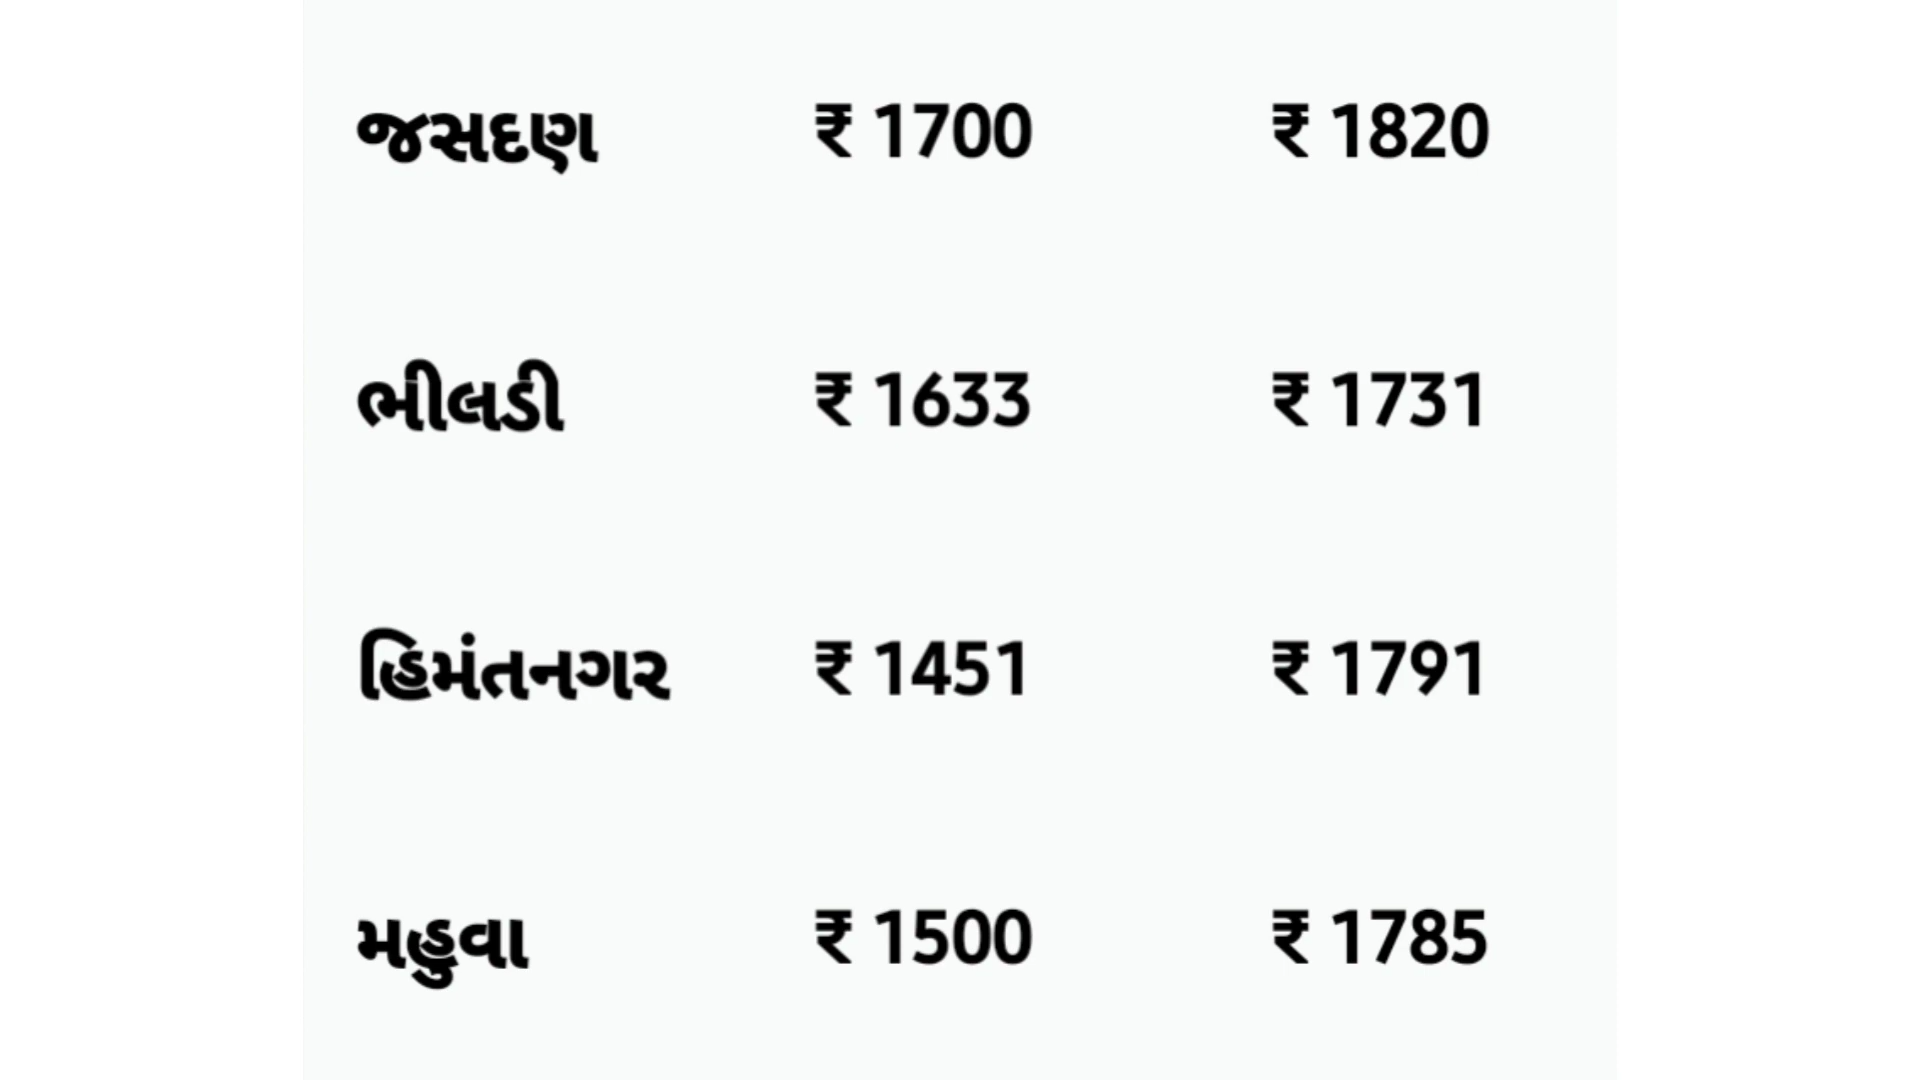 જસદણ ₹ 1700 ₹ 1820
ભીલડી ₹ 1633 ₹ 1731
હિમંતનગર ₹ 1451 ₹ 1791
મહુવા ₹ 1500 ₹ 1785